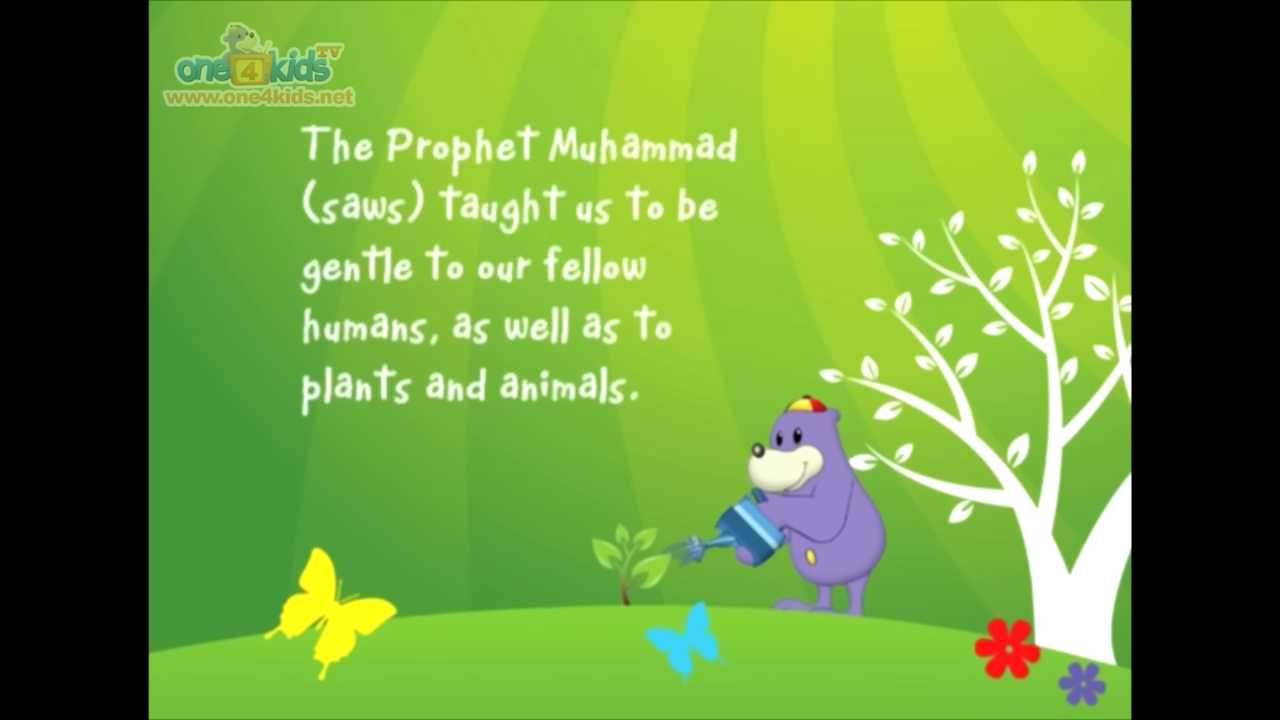 one4kids TV
www.one4kids.net
The Prophet Muhammad
(saws) taught us to be
gentle to our fellow
humans, as well as to
plants and animals.